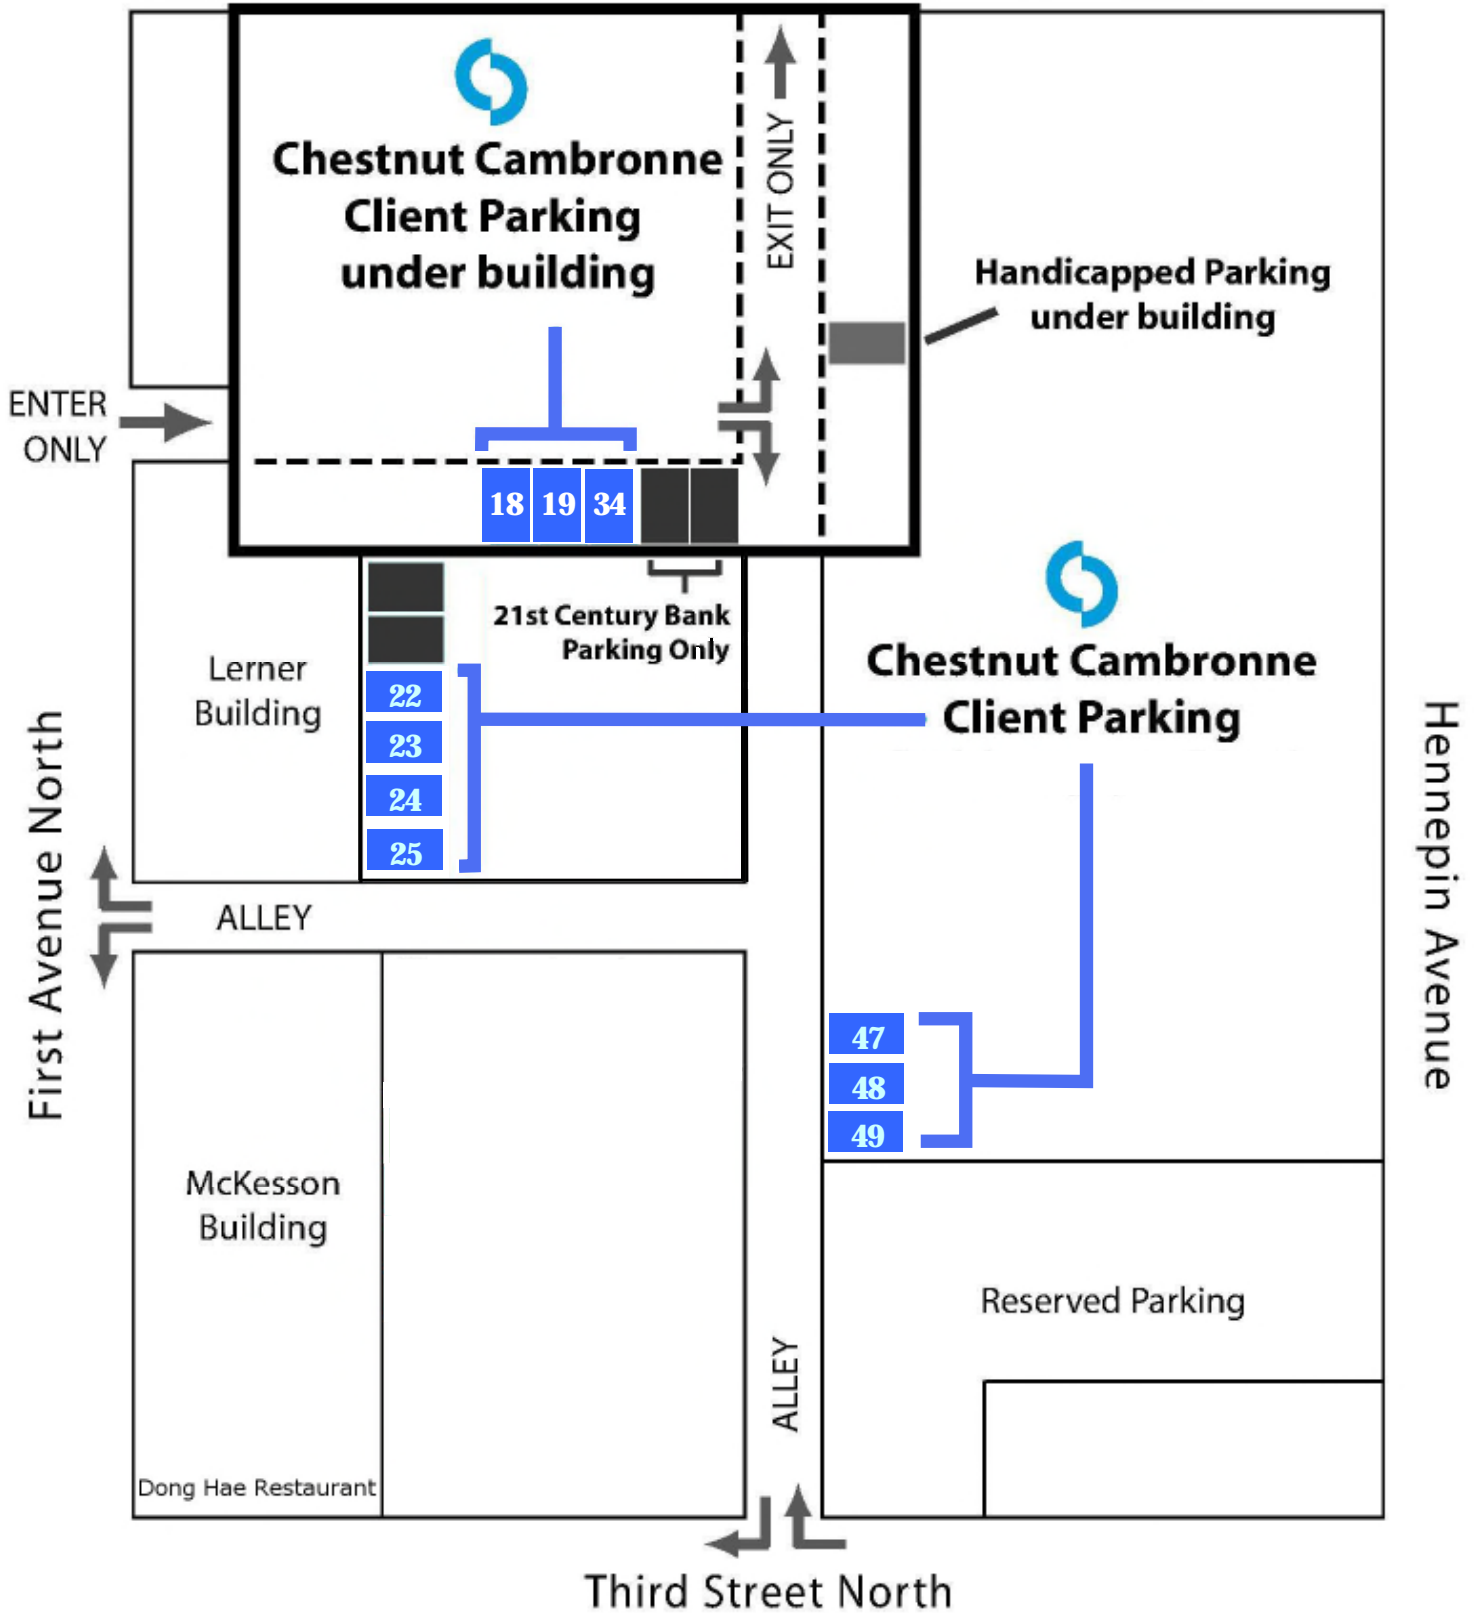 Chestnut Cambronne
Client Parking
under building
EXIT ONLY
Handicapped Parking
under building
ENTER
ONLY
18 19 34
21st Century Bank
Parking Only
Lerner
Building
22
23
24
25
Chestnut Cambronne
Client Parking
First Avenue North
Hennepin Avenue
ALLEY
47
48
49
McKesson
Building
Reserved Parking
ALLEY
Dong Hae Restaurant
Third Street North